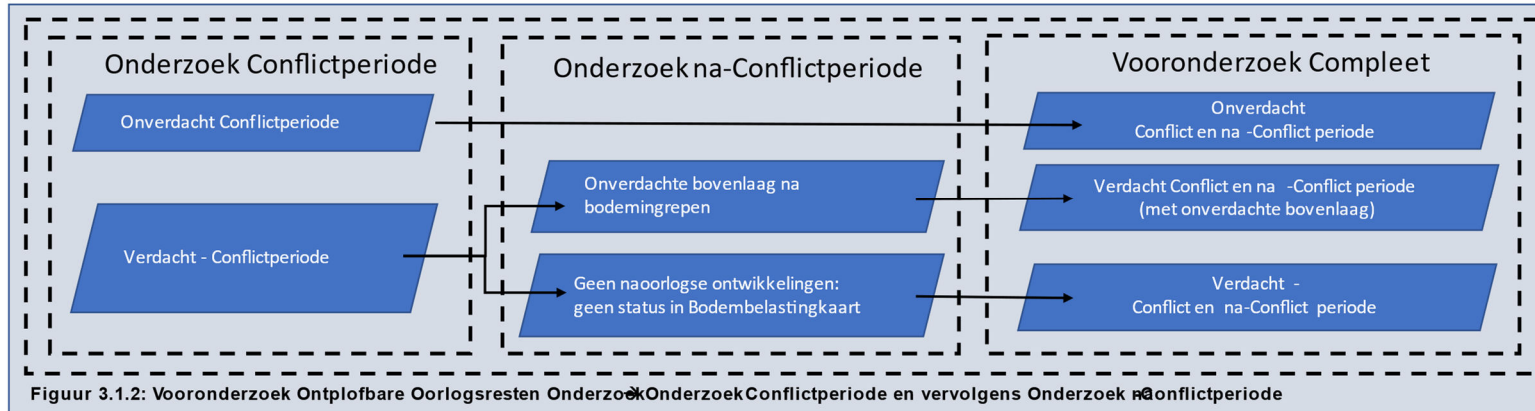 Onderzoek Conflictperiode
Onverdacht Conflictperiode
Verdacht - Conflictperiode
Onderzoek na-Conflictperiode
Onverdachte bovenlaag na
bodemingrepen
Geen naoorlogse ontwikkelingen:
geen status in Bodembelastingkaart
Vooronderzoek Compleet
Onverdacht
Conflict en na -Conflict periode
Verdacht Conflict en na -Conflict periode
(met onverdachte bovenlaag)
Verdacht -
Conflict en na-Conflict periode
Figuur 3.1.2: Vooronderzoek Ontplofbare Oorlogsresten Onderzoek → Onderzoek Conflictperiode en vervolgens Onderzoek na-Conflictperiode